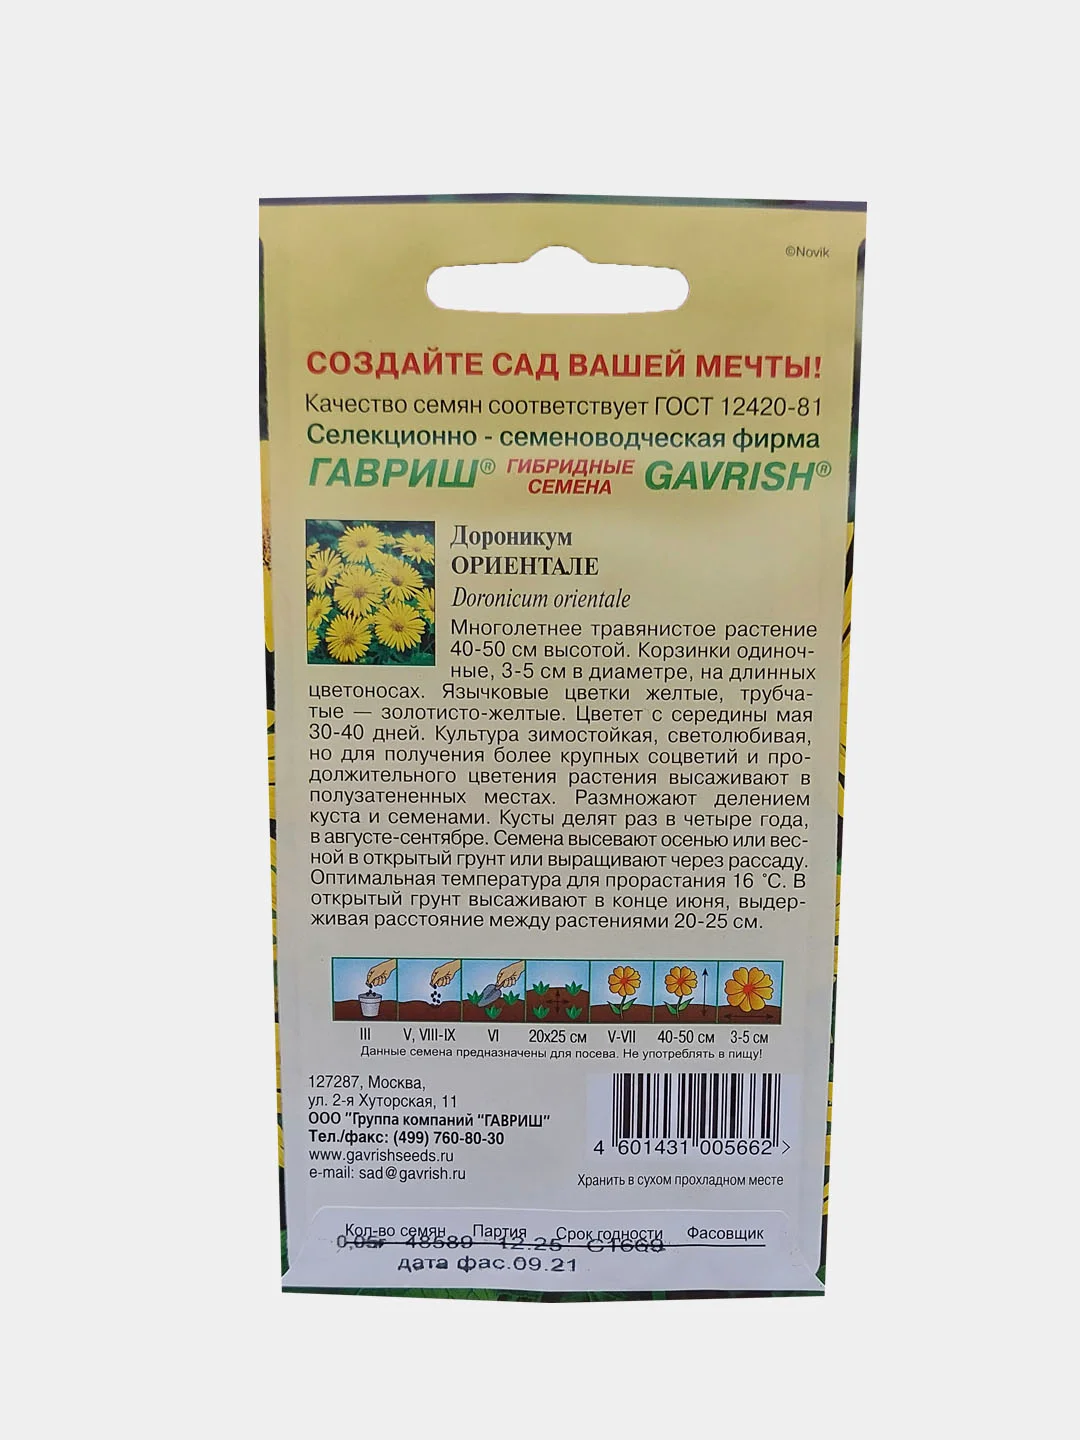 ©Novik
СОЗДАЙТЕ САД ВАШЕЙ МЕЧТЫ!
Качество семян соответствует ГОСТ 12420-81
Селекционно - семеноводческая фирма
ГАВРИШ® ГИБРИДНЫЕ СЕМЕНА GAVRISH®
Дороникум
ОРИЕНТАЛЕ
Doronicum orientale
Многолетнее травянистое растение
40-50 см высотой. Корзинки одиноч-
ные, 3-5 см в диаметре, на длинных
цветоносах. Язычковые цветки желтые, трубча-
тые — золотисто-желтые. Цветет с середины мая
30-40 дней. Культура зимостойкая, светолюбивая,
но для получения более крупных соцветий и про-
должительного цветения растения высаживают в
полузатененных местах. Размножают делением
куста и семенами. Кусты делят раз в четыре года,
в августе-сентябре. Семена высевают осенью или вес-
ной в открытый грунт или выращивают через рассаду.
Оптимальная температура для прорастания 16 °С. В
открытый грунт высаживают в конце июня, выдер-
живая расстояние между растениями 20-25 см.
III V, VIII-IX VI 20x25 см V-VII 40-50 см 3-5 см
Данные семена предназначены для посева. Не употреблять в пищу!
127287, Москва,
ул. 2-я Хуторская, 11
ООО "Группа компаний "ГАВРИШ"
Тел./факс: (499) 760-80-30
www.gavrishseeds.ru
e-mail: sad@gavrish.ru
4 601431 005662 >
Хранить в сухом прохладном месте
Кол-во семян Партия Срок годности Фасовщик
0,05г 48589 12.25 С1669
дата фас.09.21